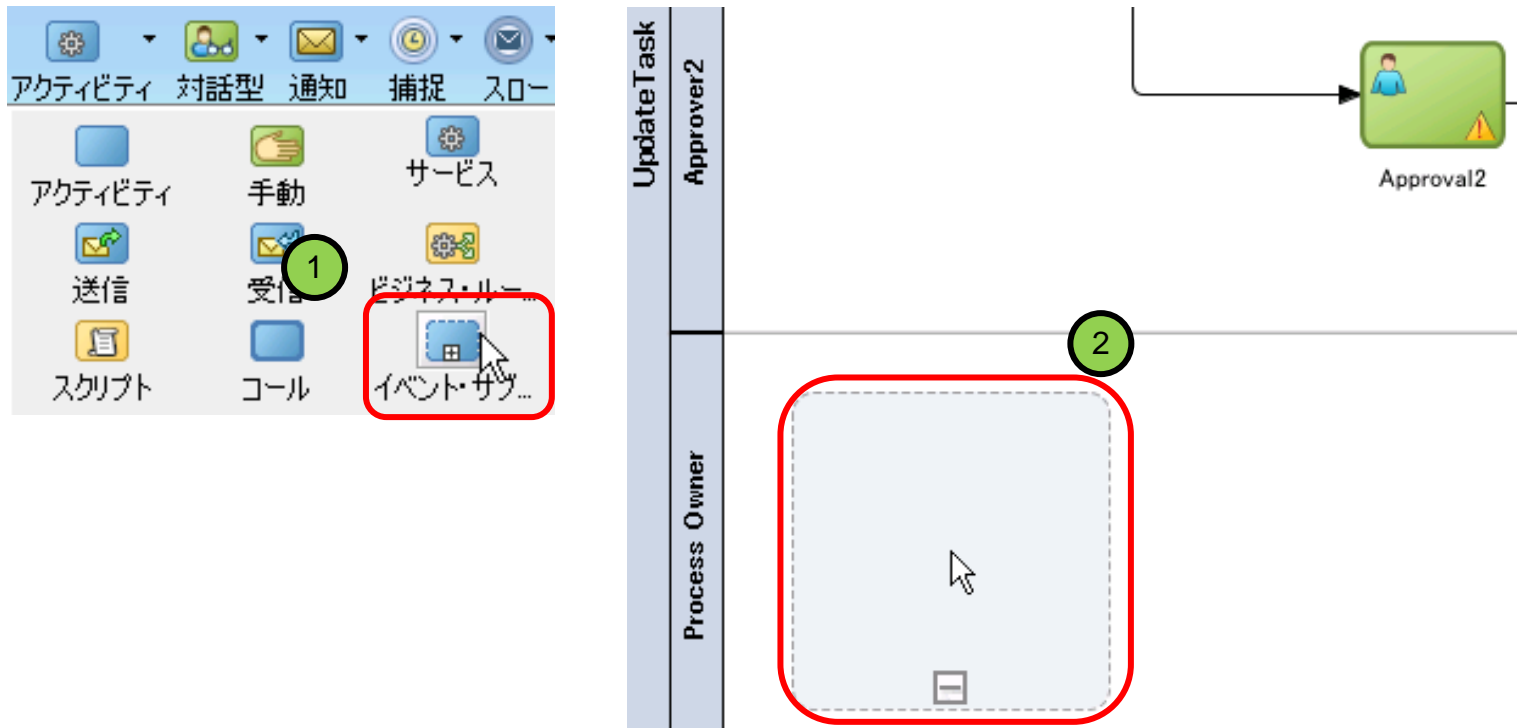 アクティビティ 対話型 通知 捕捉 スロー
アクティビティ 手動 サービス
送信 受信 ビジネス・ルー...
スクリプト コール イベント・サブ...
1
UpdateTask
Approver2
Approval2
2
Process Owner